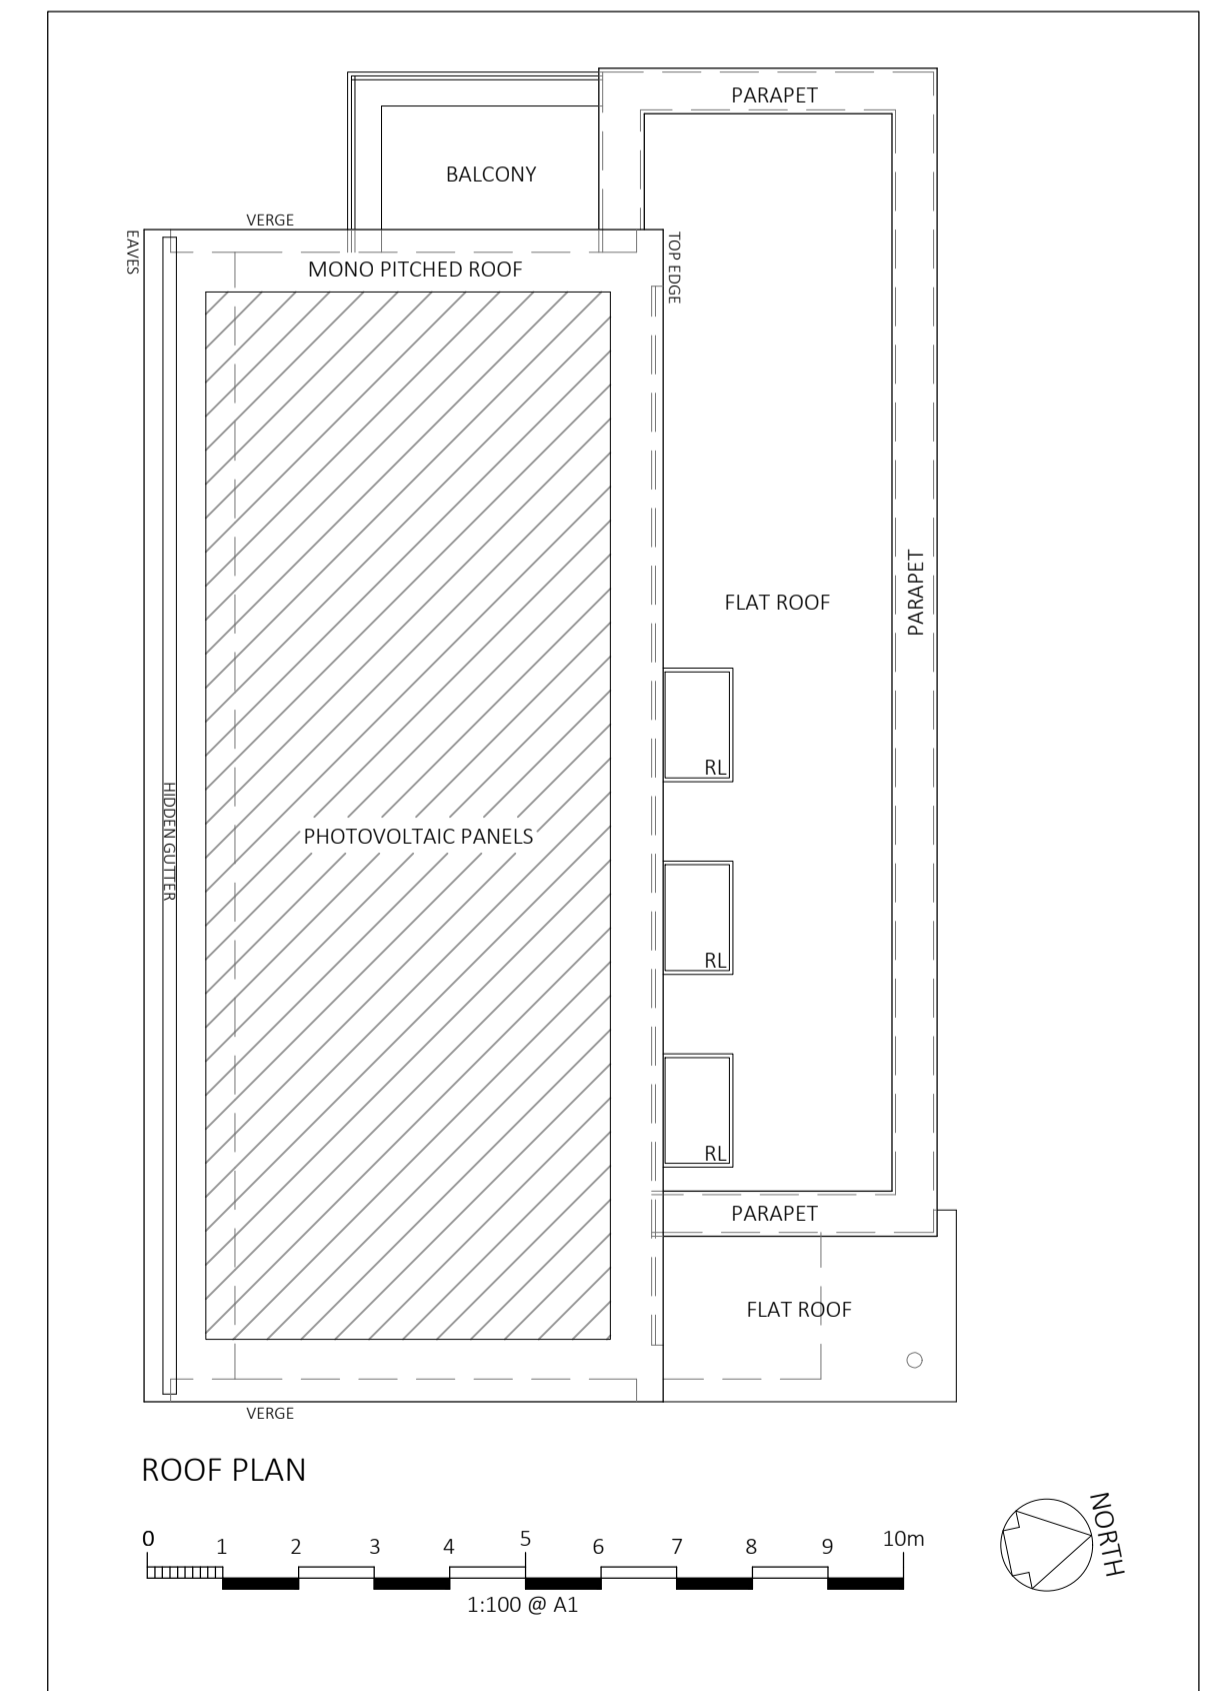 PARAPET
BALCONY
VERGE
EAVES
TOP EDGE
MONO PITCHED ROOF
FLAT ROOF
PARAPET
RL
HIDDEN GUTTER
PHOTOVOLTAIC PANELS
RL
RL
PARAPET
FLAT ROOF
VERGE
ROOF PLAN
0 1 2 3 4 5 6 7 8 9 10m
1:100 @ A1
NORTH